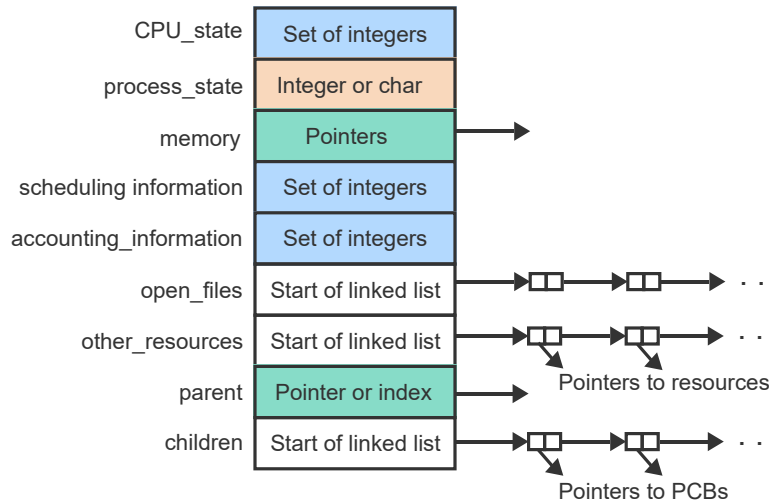 CPU_state Set of integers
process_state Integer or char
memory Pointers
scheduling information Set of integers
accounting_information Set of integers
open_files Start of linked list . .
other_resources Start of linked list . .
Pointers to resources
parent Pointer or index
children Start of linked list . .
Pointers to PCBs